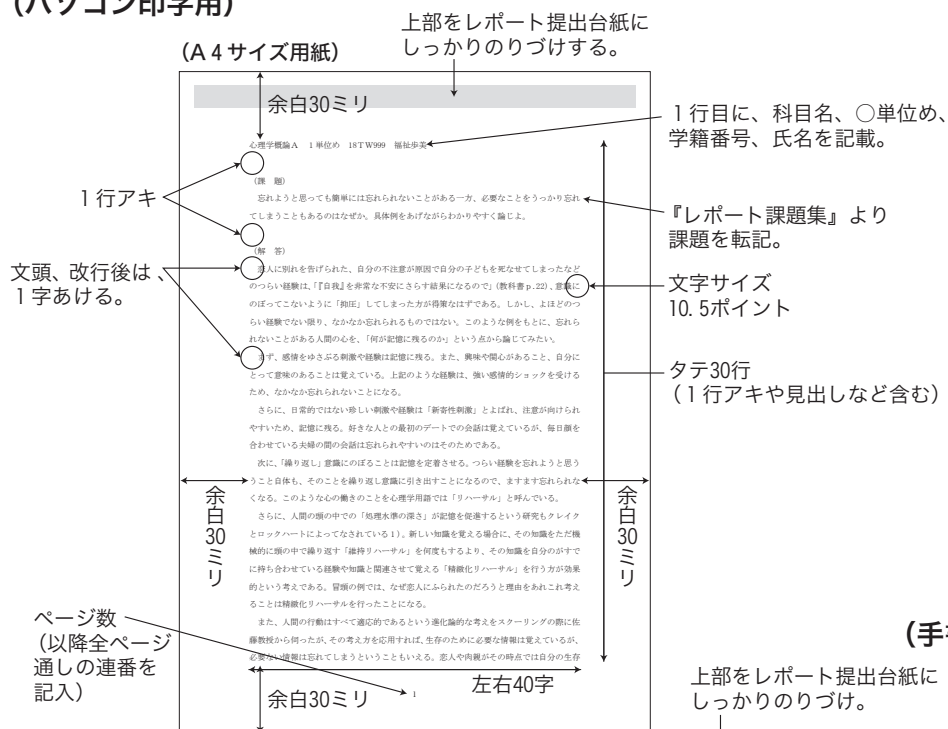 (パソコン印字用)
上部をレポート提出台紙に
しっかりのりづけする。
(A4サイズ用紙)
余白30ミリ
1行目に、科目名、○単位め、
学籍番号、氏名を記載。
心理学概論A 1単位め 18TW999 福祉歩美
1行アキ
(課 題)
忘れようと思っても簡単には忘れられないことがある一方、必要なことをうっかり忘れ
てしまうこともあるのはなぜか。具体例をあげながらわかりやすく論じよ。
『レポート課題集』より
課題を転記。
(解 答)
文頭、改行後は、
1字あける。
恋人に別れを告げられた、自分の不注意が原因で自分の子どもを死なせてしまったなど
のつらい経験は、「『自我』を非常な不安にさらす結果になるので」(教科書p.22)、意識に
のぼってこないように「抑圧」してしまった方が得策なはずである。しかし、よほどのつ
らい経験でない限り、なかなか忘れられるものではない。このような例をもとに、忘れら
れないことがある人間の心を、「何が記憶に残るのか」という点から論じてみたい。
文字サイズ
10.5ポイント
まず、感情をゆさぶる刺激や経験は記憶に残る。また、興味や関心があること、自分に
とって意味のあることは覚えている。上記のような経験は、強い感情的ショックを受ける
ため、なかなか忘れられないことになる。
タテ30行
(1行アキや見出しなど含む)
さらに、日常的ではない珍しい刺激や経験は「新奇性刺激」とよばれ、注意が向けられ
やすいため、記憶に残る。好きな人との最初のデートでの会話は覚えているが、毎日顔を
合わせている夫婦の間の会話は忘れられやすいのはそのためである。
次に、「繰り返し」意識にのぼることは記憶を定着させる。つらい経験を忘れようと思う
うこと自体も、そのことを繰り返し意識に引き出すことになるので、ますます忘れられな
くなる。このような心の働きのことを心理学用語では「リハーサル」と呼んでいる。
さらに、人間の頭の中での「処理水準の深さ」が記憶を促進するという研究もクレイク
とロックハートによってなされている1)。新しい知識を覚える場合に、その知識をただ機
械的に頭の中で繰り返す「維持リハーサル」を何度もするより、その知識を自分のがすで
に持ち合わせている経験や知識と関連させて覚える「精緻化リハーサル」を行う方が効果
的という考えである。冒頭の例では、なぜ恋人にふられたのだろうと理由をあれこれ考え
ることは精緻化リハーサルを行ったことになる。
また、人間の行動はすべて適応的であるという進化論的な考えをスクーリングの際に佐
藤教授から伺ったが、その考え方を応用すれば、生存のために必要な情報は覚えているが、
必要ない情報は忘れてしまうということもいえる。恋人や肉親がその時点では自分の生存
余白30ミリ
余白30ミリ
ページ数
(以降全ページ
通しの連番を
記入)
余白30ミリ
1
左右40字
(手
上部をレポート提出台紙に
しっかりのりづけ。